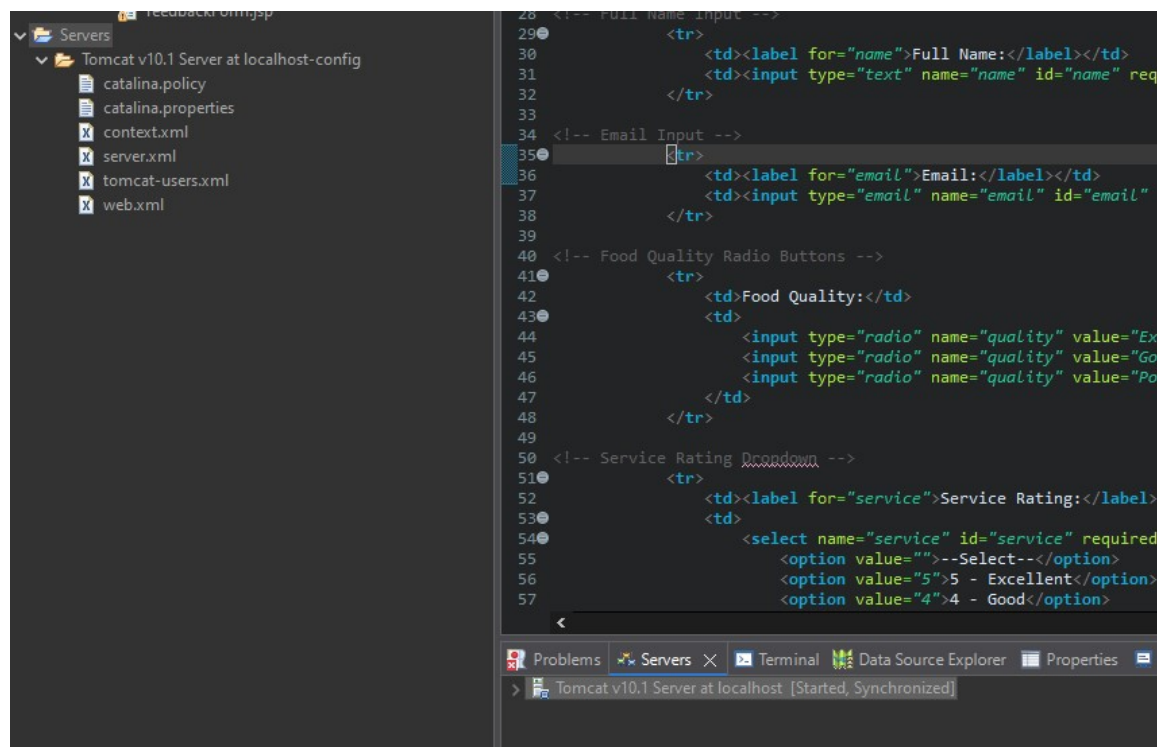 feedbackForm.jsp
Servers
Tomcat v10.1 Server at localhost-config
catalina.policy
catalina.properties
context.xml
server.xml
tomcat-users.xml
web.xml
28 <!-- Full Name Input -->
29 <tr>
30 <td><label for="name">Full Name:</label></td>
31 <td><input type="text" name="name" id="name" req
32 </tr>
33
34 <!-- Email Input -->
35 <tr>
36 <td><label for="email">Email:</label></td>
37 <td><input type="email" name="email" id="email"
38 </tr>
39
40 <!-- Food Quality Radio Buttons -->
41 <tr>
42 <td>Food Quality:</td>
43 <td>
44 <input type="radio" name="quality" value="Ex
45 <input type="radio" name="quality" value="Go
46 <input type="radio" name="quality" value="Po
47 </td>
48 </tr>
49
50 <!-- Service Rating Dropdown -->
51 <tr>
52 <td><label for="service">Service Rating:</label>
53 <td>
54 <select name="service" id="service" required
55 <option value="">--Select--</option>
56 <option value="5">5 - Excellent</option>
57 <option value="4">4 - Good</option>
Problems Servers Terminal Data Source Explorer Properties
Tomcat v10.1 Server at localhost [Started, Synchronized]